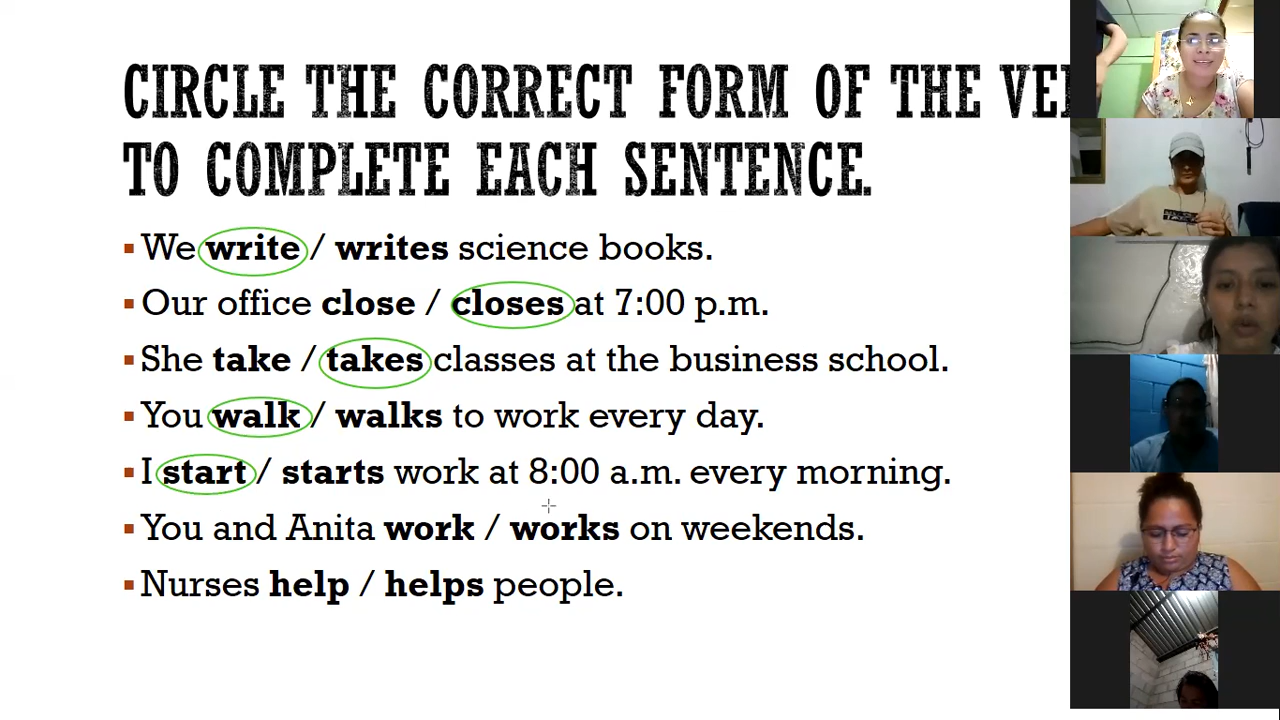 CIRCLE THE CORRECT FORM OF THE
TO COMPLETE EACH SENTENCE.
▪ We write / writes science books.
▪ Our office close / closes at 7:00 p.m.
▪ She take / takes classes at the business school.
▪ You walk / walks to work every day.
▪ I start / starts work at 8:00 a.m. every morning.
▪ You and Anita work / works on weekends.
▪ Nurses help / helps people.